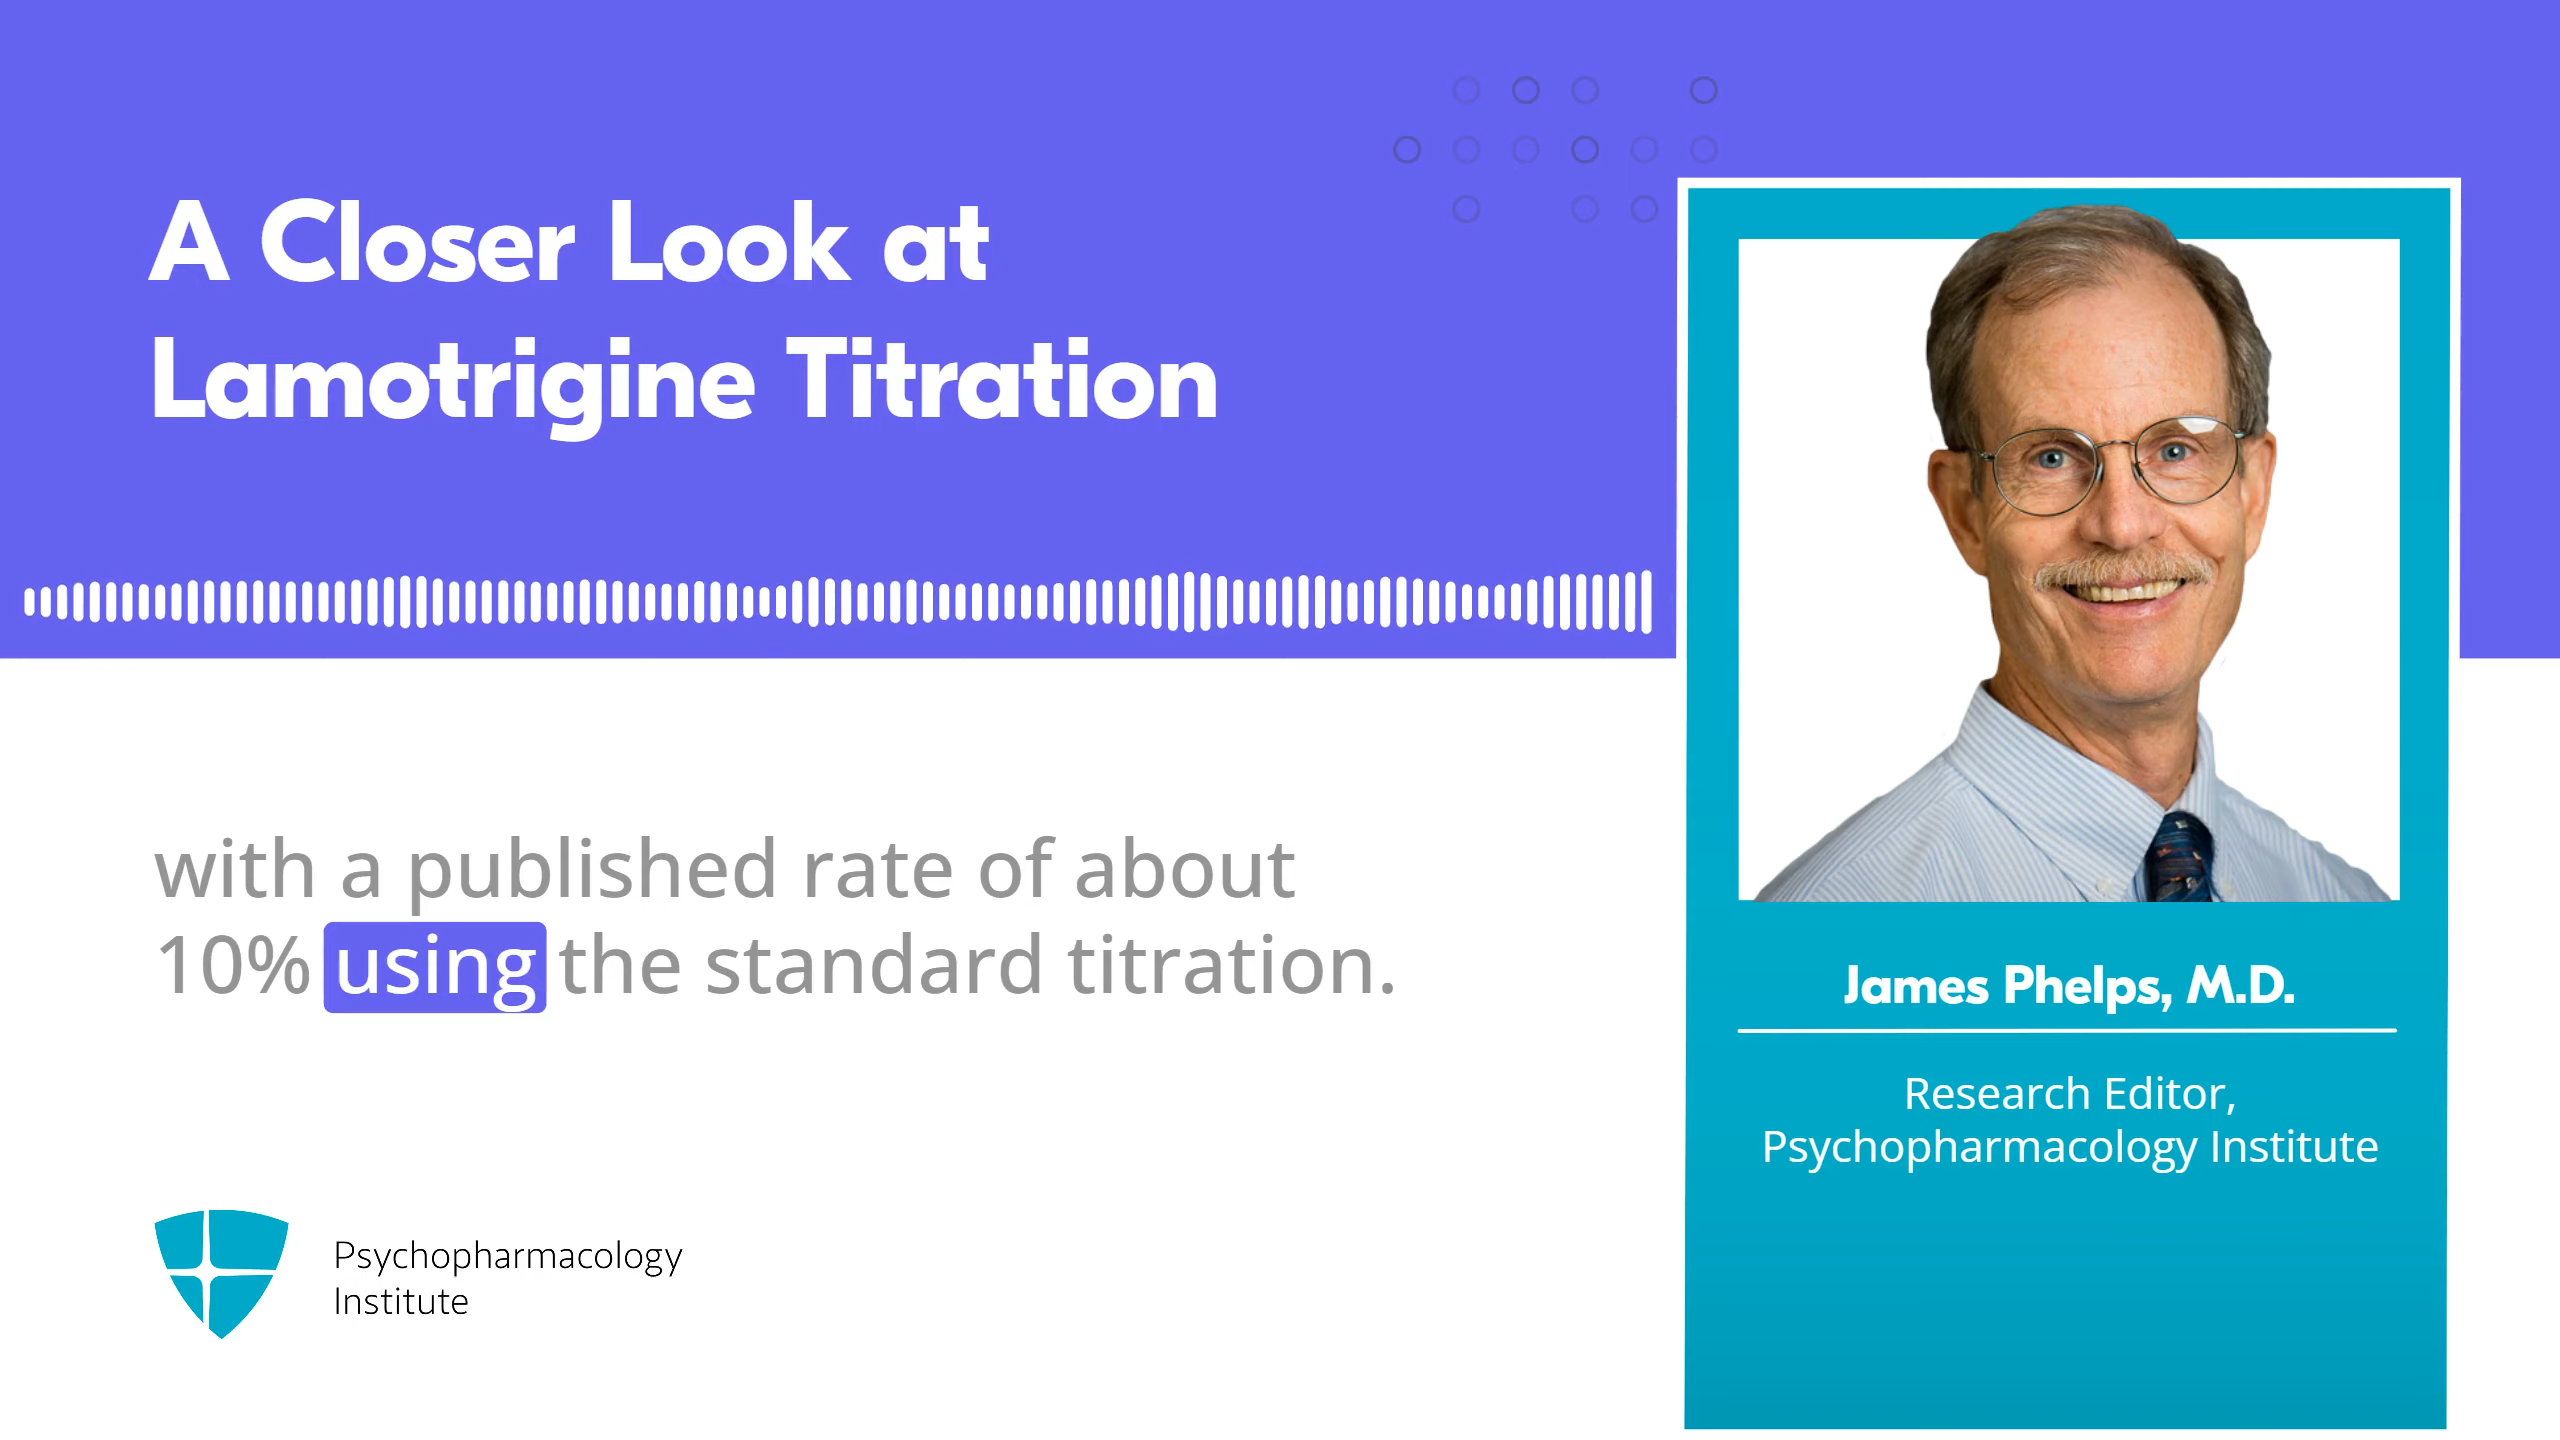 A Closer Look at
Lamotrigine Titration
with a published rate of about
10% using the standard titration.
Psychopharmacology
Institute
James Phelps, M.D.
Research Editor,
Psychopharmacology Institute